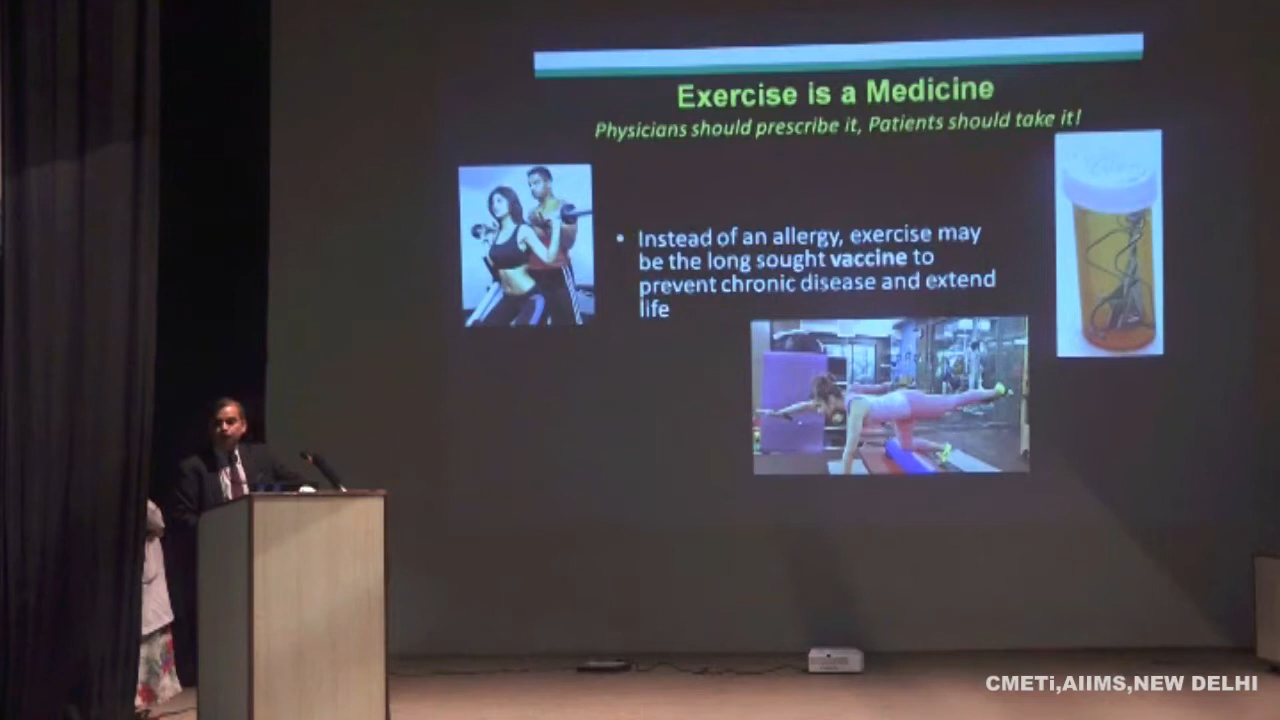 Exercise is a Medicine
Physicians should prescribe it, Patients should take it!
• Instead of an allergy, exercise may
be the long sought vaccine to
prevent chronic disease and extend
life
CMETi,AIIMS,NEW DELHI